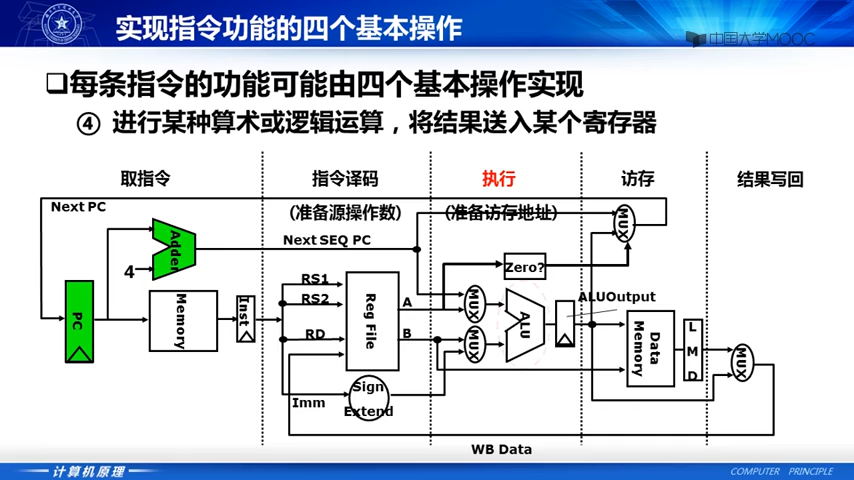 实现指令功能的四个基本操作
中国大学MOOC
❑每条指令的功能可能由四个基本操作实现
④ 进行某种算术或逻辑运算，将结果送入某个寄存器
取指令
指令译码
执行
访存
结果写回
(准备源操作数)
(准备访存地址)
Next PC
Next SEQ PC
MUX
Adder
4
Zero?
RS1
RS2
RD
Imm
PC
Memory
Inst
Reg File
A
B
MUX
MUX
ALU
ALUOutput
Data Memory
LMD
MUX
Sign
Extend
WB Data
计算机原理
COMPUTER PRINCIPLE